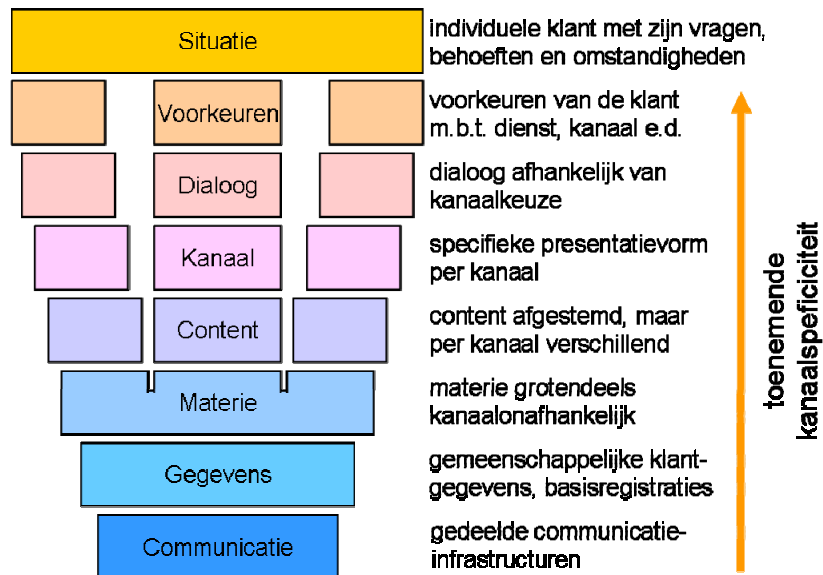 Situatie
individuele klant met zijn vragen,
behoeften en omstandigheden
Voorkeuren
voorkeuren van de klant
m.b.t. dienst, kanaal e.d.
Dialoog
dialoog afhankelijk van
kanaalkeuze
Kanaal
specifieke presentatievorm
per kanaal
Content
content afgestemd, maar
per kanaal verschillend
Materie
materie grotendeels
kanaalonafhankelijk
Gegevens
gemeenschappelijke klant-
gegevens, basisregistraties
Communicatie
gedeelde communicatie-
infrastructuren
toenemende
kanaalspeficiciteit